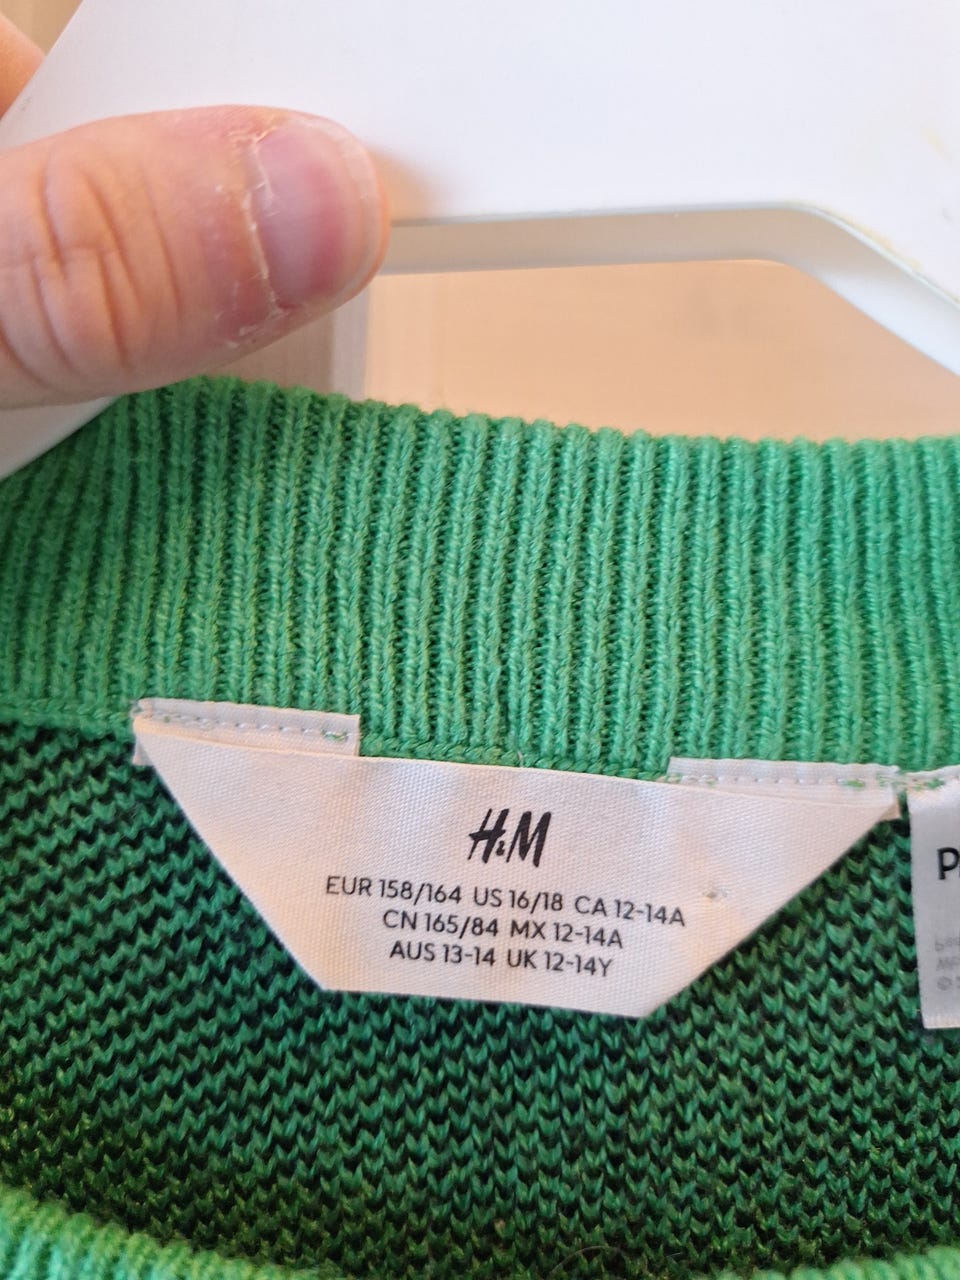 H&M
EUR 158/164 US 16/18 CA 12-14A
CN 165/84 MX 12-14A
AUS 13-14 UK 12-14Y